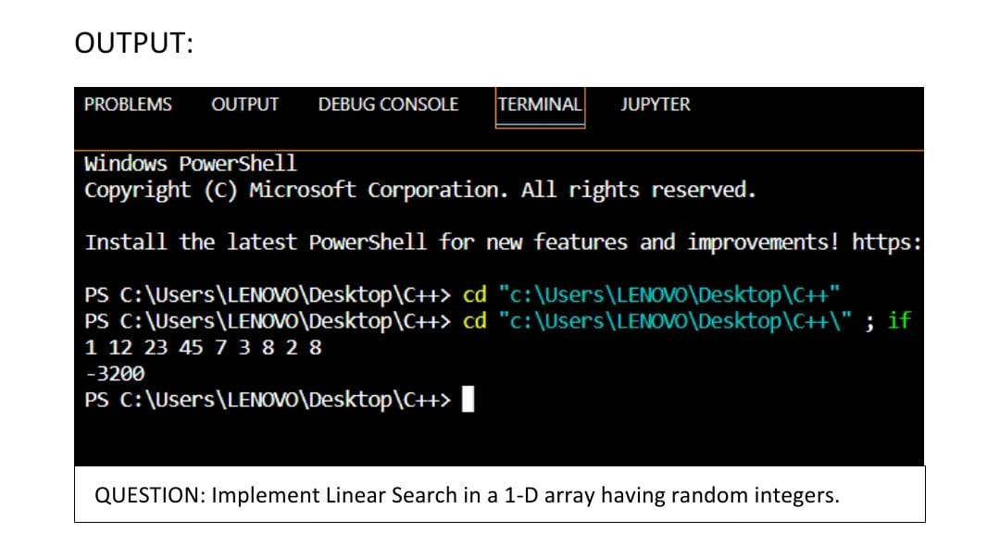 OUTPUT:
PROBLEMS OUTPUT DEBUG CONSOLE TERMINAL JUPYTER
Windows PowerShell
Copyright (C) Microsoft Corporation. All rights reserved.
Install the latest PowerShell for new features and improvements! https:
PS C:\Users\LENOVO\Desktop\C++> cd "c:\Users\LENOVO\Desktop\C++"
PS C:\Users\LENOVO\Desktop\C++> cd "c:\Users\LENOVO\Desktop\C++\" ; if
1 12 23 45 7 3 8 2 8
-3200
PS C:\Users\LENOVO\Desktop\C++>
QUESTION: Implement Linear Search in a 1-D array having random integers.